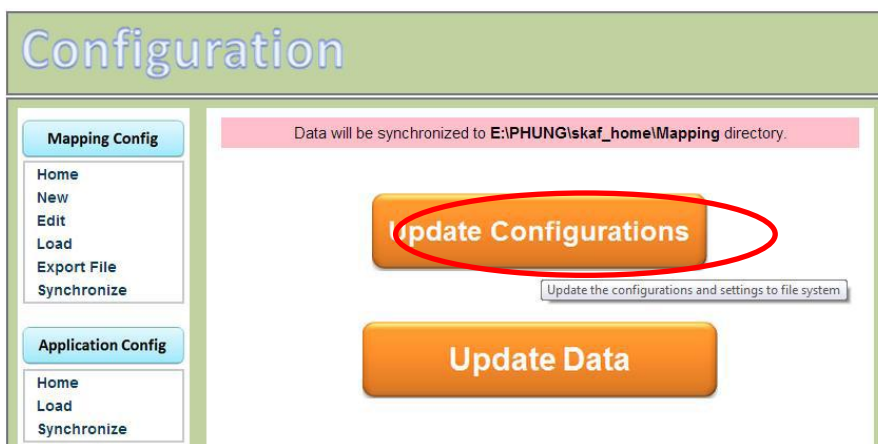 Configuration
Mapping Config
Home
New
Edit
Load
Export File
Synchronize
Application Config
Home
Load
Synchronize
Data will be synchronized to E:\PHUNG\skaf_home\Mapping directory.
Update Configurations
Update the configurations and settings to file system
Update Data